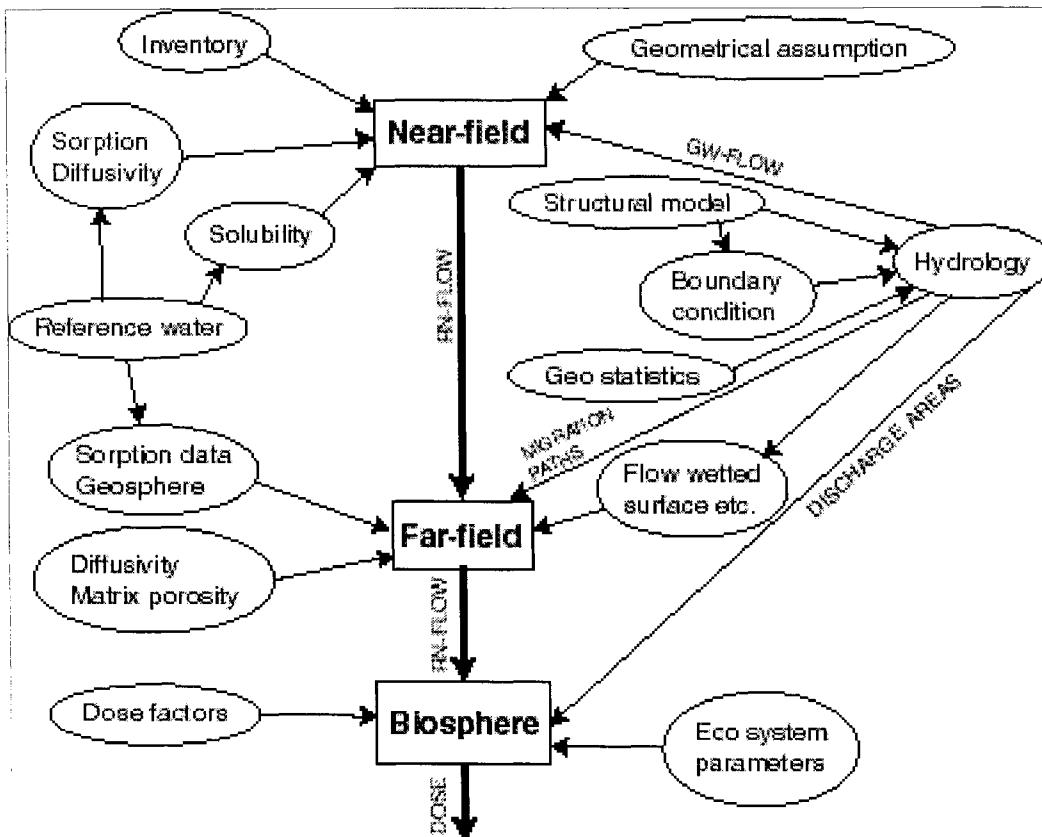 Inventory
Geometrical assumption
Near-field
Sorption
Diffusivity
GW-FLOW
Structural model
Solubility
Hydrology
Boundary
condition
RN-FLOW
Reference water
Geo statistics
MIGRATION
PATHS
DISCHARGE AREAS
Sorption data
Geosphere
Flow wetted
surface etc.
Far-field
Diffusivity
Matrix porosity
RN-FLOW
Dose factors
Biosphere
Eco system
parameters
DOSE